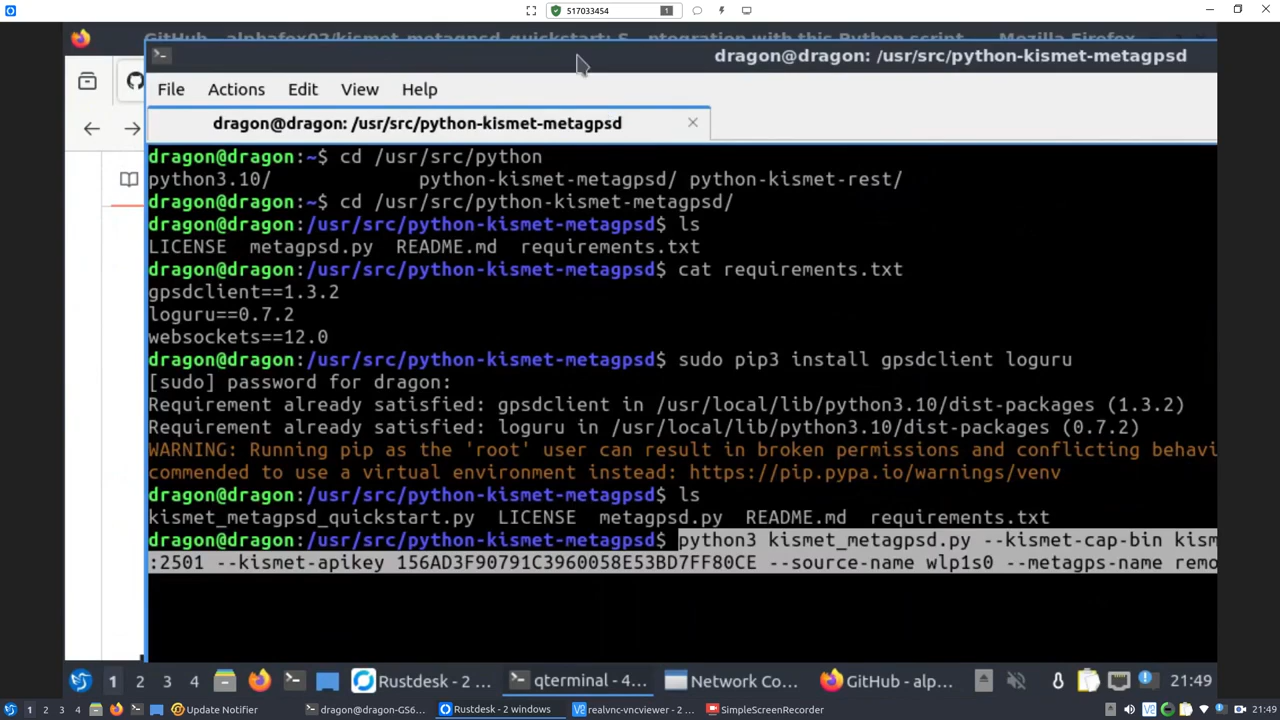 517033454
1
GitHub - alphafox02/kismet_metagpsd_quickstart: S...ntegration with this Python script — Mozilla Firefox
dragon@dragon: /usr/src/python-kismet-metagpsd
File Actions Edit View Help
dragon@dragon: /usr/src/python-kismet-metagpsd
dragon@dragon:~$ cd /usr/src/python
python3.10/ python-kismet-metagpsd/ python-kismet-rest/
dragon@dragon:~$ cd /usr/src/python-kismet-metagpsd/
dragon@dragon:/usr/src/python-kismet-metagpsd$ ls
LICENSE metagpsd.py README.md requirements.txt
dragon@dragon:/usr/src/python-kismet-metagpsd$ cat requirements.txt
gpsdclient==1.3.2
loguru==0.7.2
websockets==12.0
dragon@dragon:/usr/src/python-kismet-metagpsd$ sudo pip3 install gpsdclient loguru
[sudo] password for dragon:
Requirement already satisfied: gpsdclient in /usr/local/lib/python3.10/dist-packages (1.3.2)
Requirement already satisfied: loguru in /usr/local/lib/python3.10/dist-packages (0.7.2)
WARNING: Running pip as the 'root' user can result in broken permissions and conflicting behavi
commended to use a virtual environment instead: https://pip.pypa.io/warnings/venv
dragon@dragon:/usr/src/python-kismet-metagpsd$ ls
kismet_metagpsd_quickstart.py LICENSE metagpsd.py README.md requirements.txt
dragon@dragon:/usr/src/python-kismet-metagpsd$ python3 kismet_metagpsd.py --kismet-cap-bin kism
:2501 --kismet-apikey 156AD3F90791C3960058E53BD7FF80CE --source-name wlp1s0 --metagps-name remo
1 2 3 4 Rustdesk - 2 ... qterminal - 4... Network Co... GitHub - alp... 21:49
1 2 3 4 Update Notifier dragon@dragon-GS6... Rustdesk - 2 windows realvnc-vncviewer - 2 ... SimpleScreenRecorder 21:49